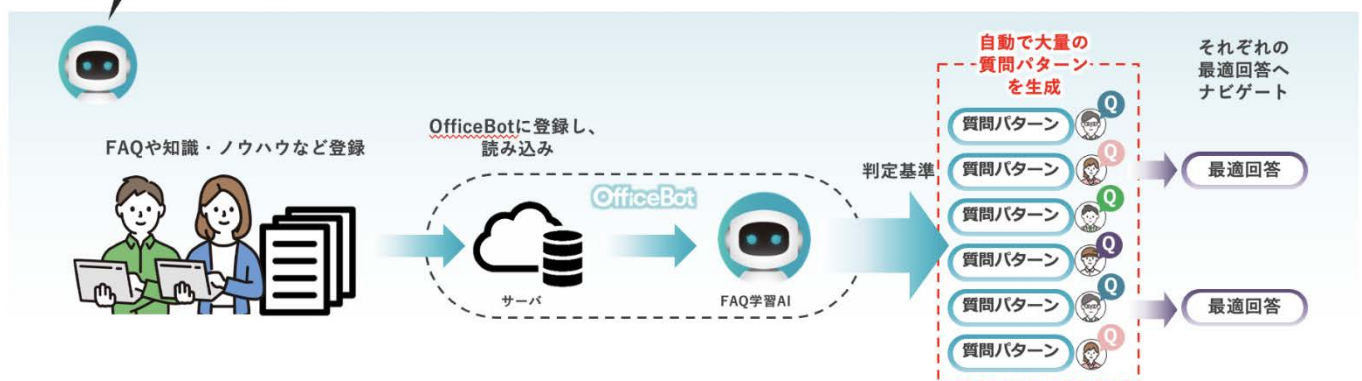 FAQや知識・ノウハウなど登録
OfficeBotに登録し、
読み込み
OfficeBot
サーバ
FAQ学習AI
判定基準
自動で大量の
質問パターン
を生成
質問パターン
Q
質問パターン
Q
質問パターン
Q
質問パターン
Q
質問パターン
Q
質問パターン
Q
それぞれの
最適回答へ
ナビゲート
最適回答
最適回答